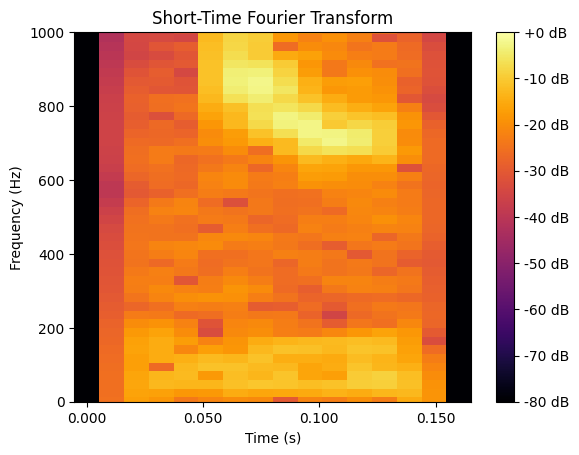 Short-Time Fourier Transform
1000
800
600
400
200
0
Frequency (Hz)
0.000
0.050
0.100
0.150
Time (s)
+0 dB
-10 dB
-20 dB
-30 dB
-40 dB
-50 dB
-60 dB
-70 dB
-80 dB